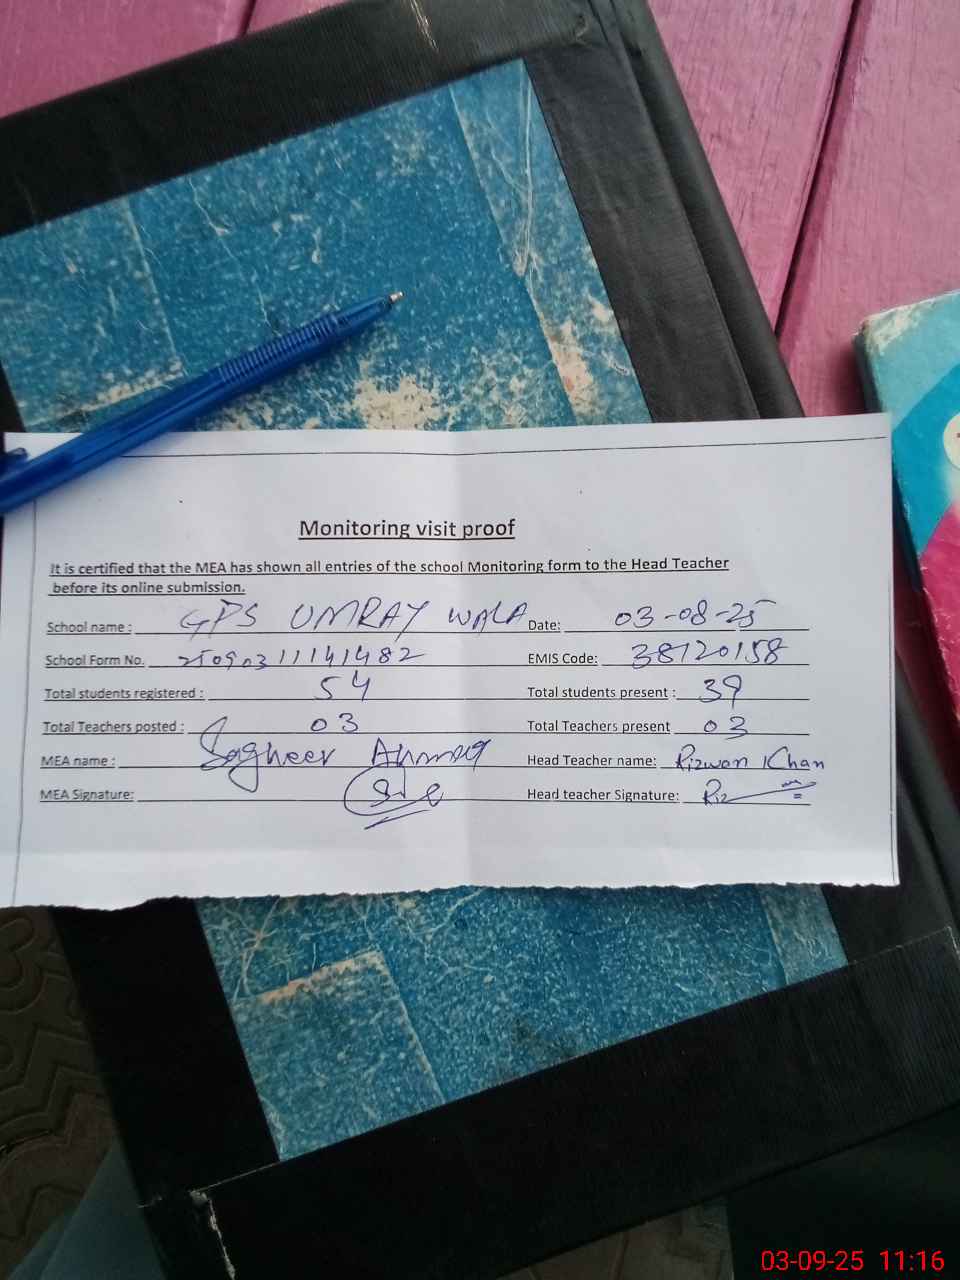 Monitoring visit proof
It is certified that the MEA has shown all entries of the school Monitoring form to the Head Teacher
before its online submission.
School name : GPS UMRAY WALA Date: 03-08-25
School Form No. 25090311141482 EMIS Code: 38120158
Total students registered : 54 Total students present : 39
Total Teachers posted : 03 Total Teachers present 03
MEA name : Sagheer Ahmad Head Teacher name: Rizwan Khan
MEA Signature: Head teacher Signature: Riz
03-09-25 11:16